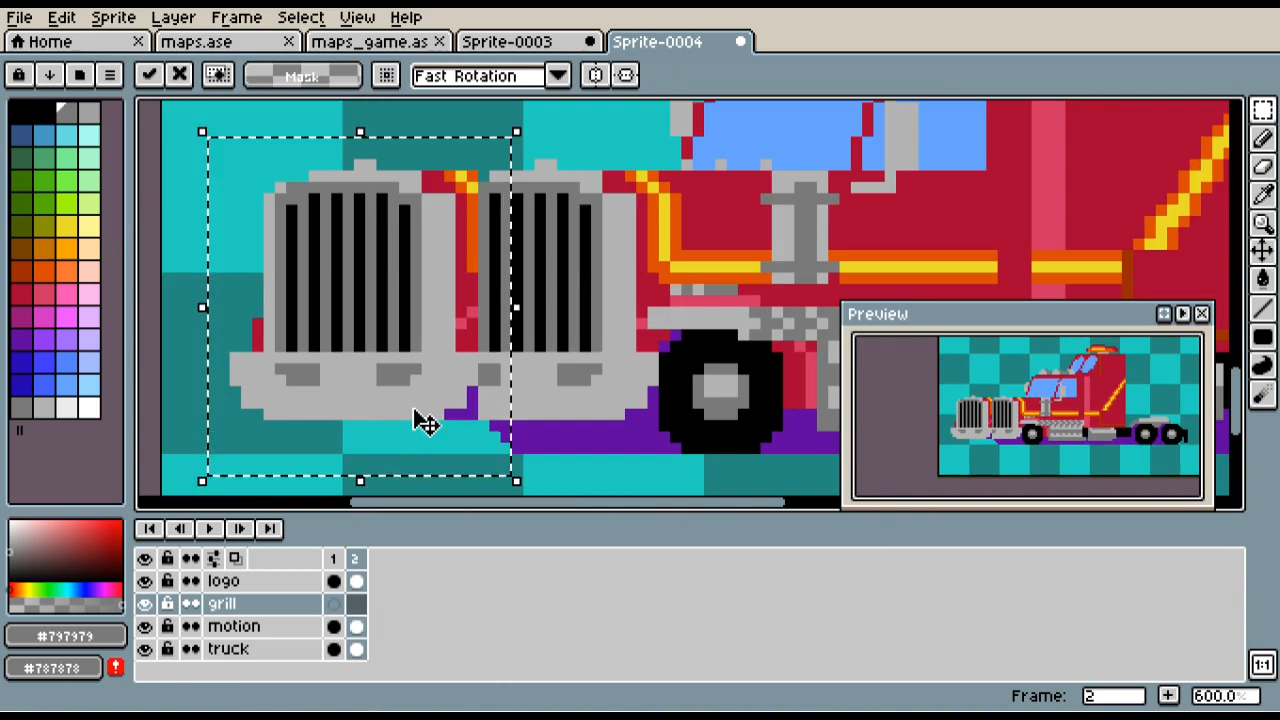 File Edit Sprite Layer Frame Select View Help
Home maps.ase maps_game.as Sprite-0003 Sprite-0004
Mask Fast Rotation
Preview
1 2
logo
grill
motion
truck
#797979
#787878
1:1
Frame: 2 600.0%